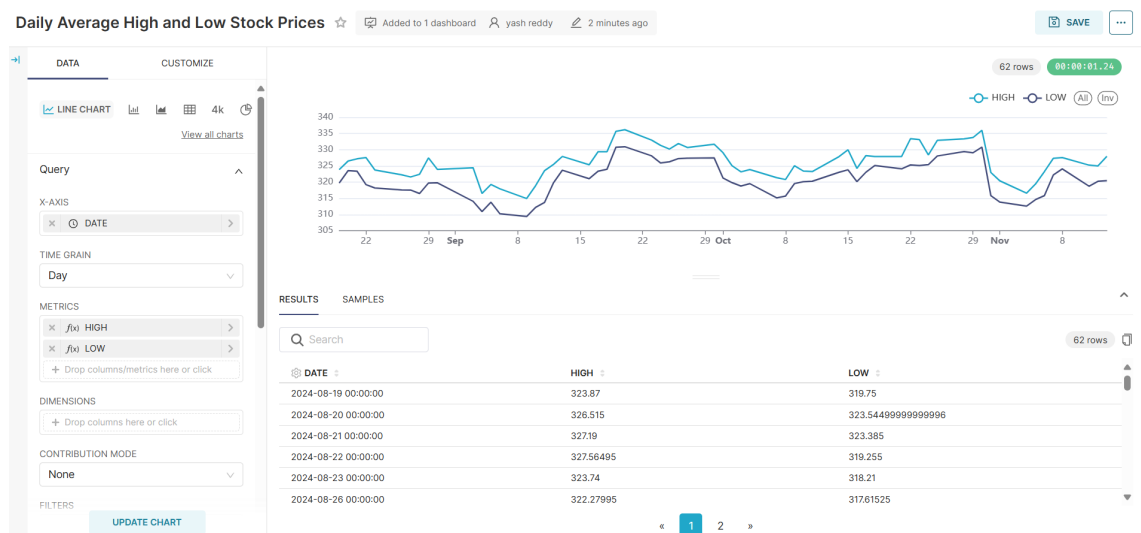 Daily Average High and Low Stock Prices Added to 1 dashboard yash reddy 2 minutes ago SAVE ...
DATA CUSTOMIZE
62 rows 00:00:01.24
LINE CHART 4k
HIGH LOW All Inv
View all charts
Query
X-AXIS
DATE
TIME GRAIN
Day
METRICS
f(x) HIGH
f(x) LOW
+ Drop columns/metrics here or click
DIMENSIONS
+ Drop columns here or click
CONTRIBUTION MODE
None
FILTERS
UPDATE CHART
340
335
330
325
320
315
310
305
22 29 Sep 8 15 22 29 Oct 8 15 22 29 Nov 8
RESULTS SAMPLES
Search 62 rows
DATE HIGH LOW
2024-08-19 00:00:00 323.87 319.75
2024-08-20 00:00:00 326.515 323.54499999999996
2024-08-21 00:00:00 327.19 323.385
2024-08-22 00:00:00 327.56495 319.255
2024-08-23 00:00:00 323.74 318.21
2024-08-26 00:00:00 322.27995 317.61525
« 1 2 »